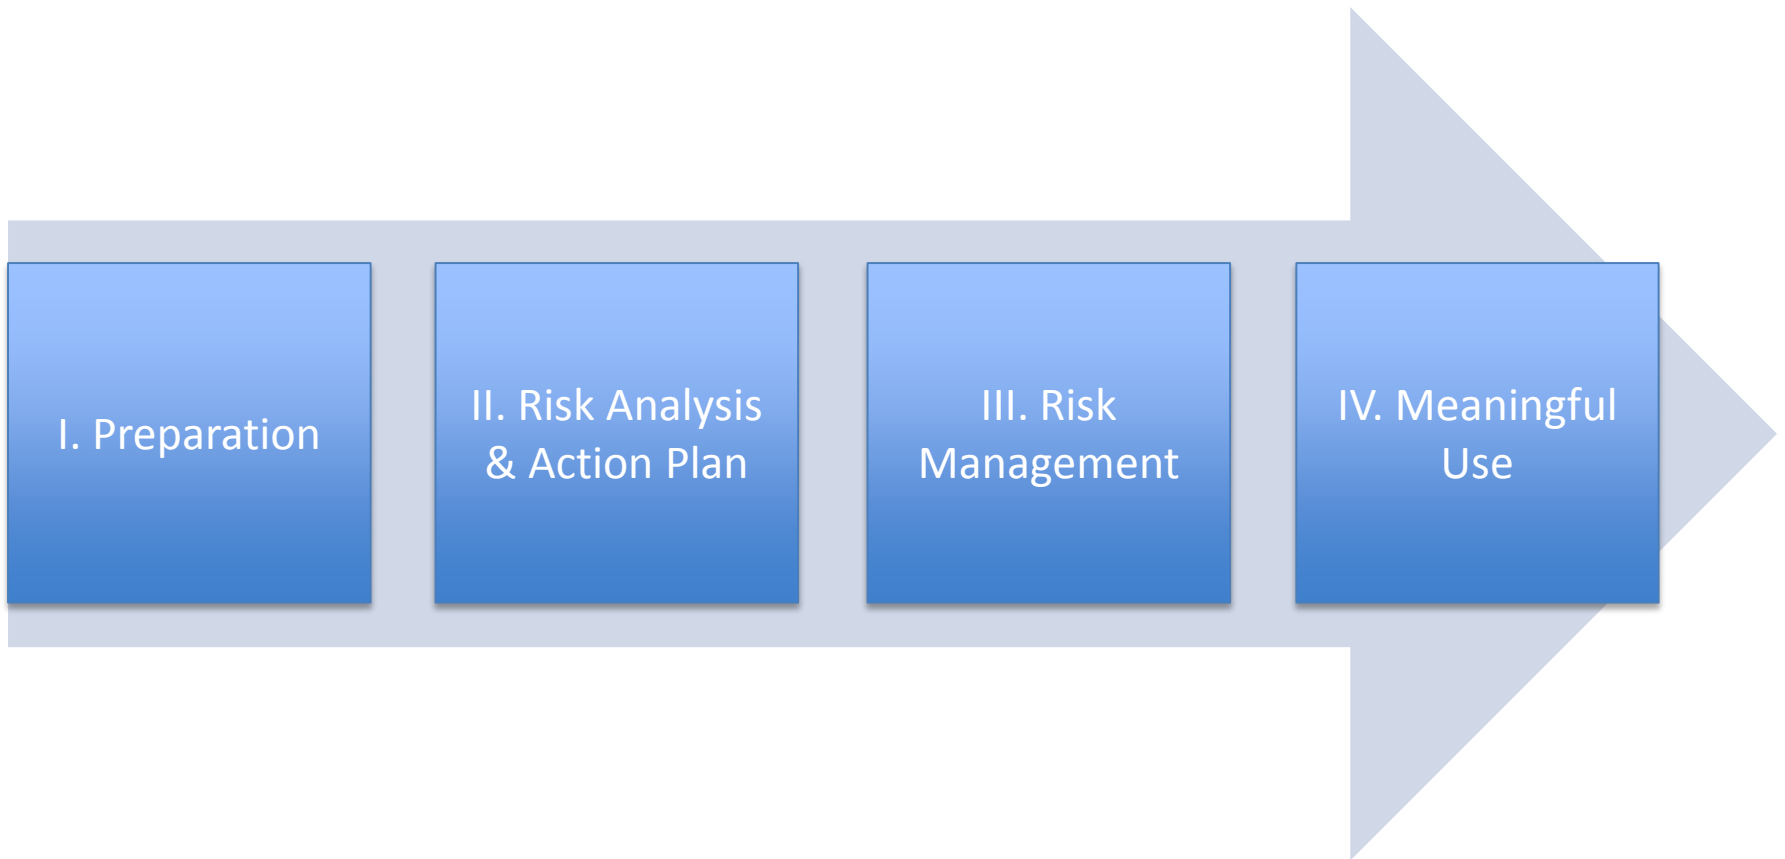 I. Preparation
II. Risk Analysis
& Action Plan
III. Risk
Management
IV. Meaningful
Use